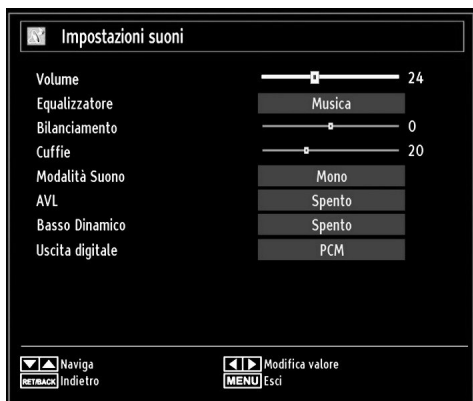 Impostazioni suoni
Volume 24
Equalizzatore Musica
Bilanciamento 0
Cuffie 20
Modalità Suono Mono
AVL Spento
Basso Dinamico Spento
Uscita digitale PCM
Naviga Modifica valore
RET/BACK Indietro MENU Esci